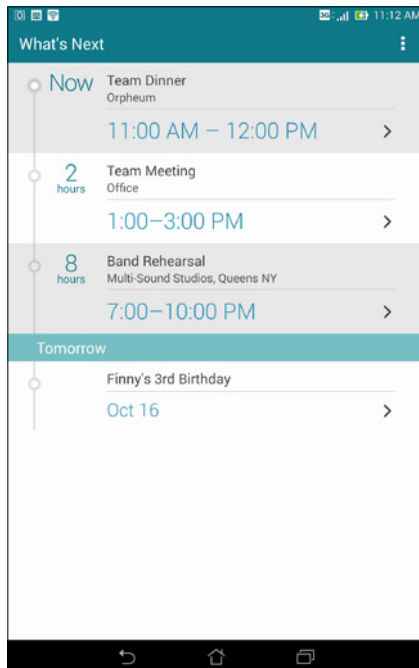 11:12 AM
What's Next
Now
Team Dinner
Orpheum
11:00 AM – 12:00 PM
2
hours
Team Meeting
Office
1:00–3:00 PM
8
hours
Band Rehearsal
Multi-Sound Studios, Queens NY
7:00–10:00 PM
Tomorrow
Finny's 3rd Birthday
Oct 16